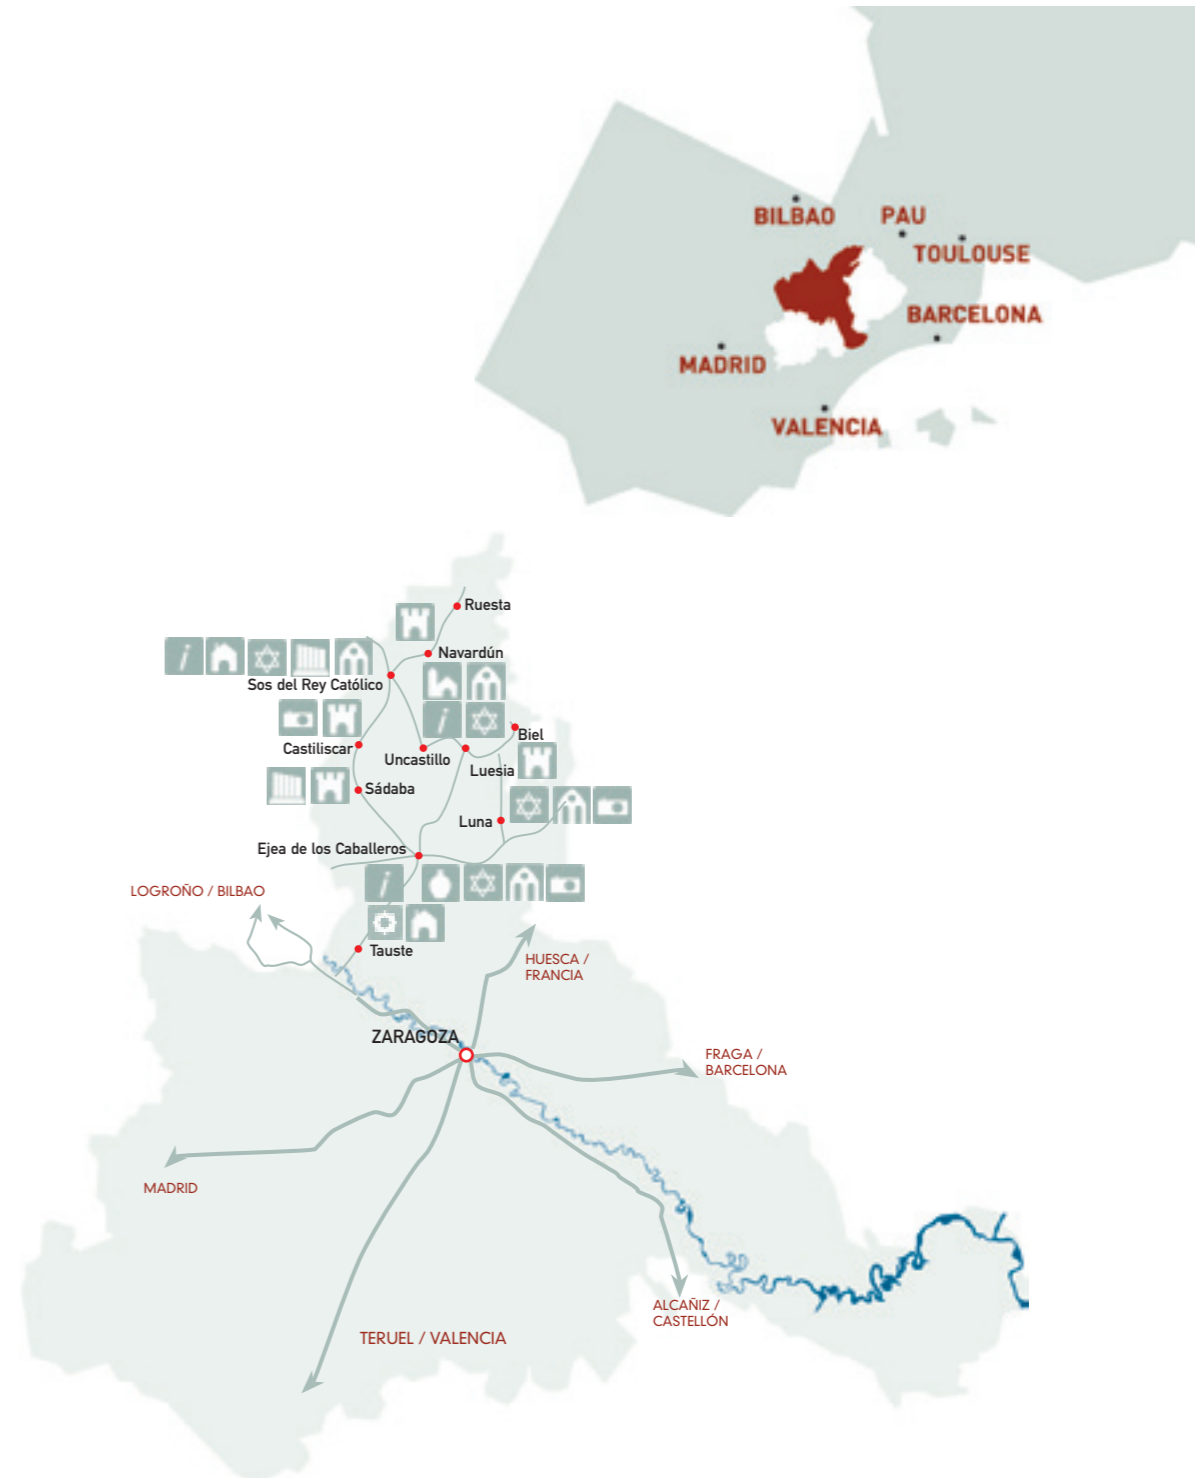 BILBAO
PAU
TOULOUSE
BARCELONA
MADRID
VALENCIA
Ruesta
Navardún
Sos del Rey Católico
Biel
Castiliscar
Uncastillo
Luesia
Sádaba
Luna
Ejea de los Caballeros
LOGROÑO / BILBAO
Tauste
HUESCA /
FRANCIA
ZARAGOZA
FRAGA /
BARCELONA
MADRID
ALCAÑIZ /
CASTELLÓN
TERUEL / VALENCIA